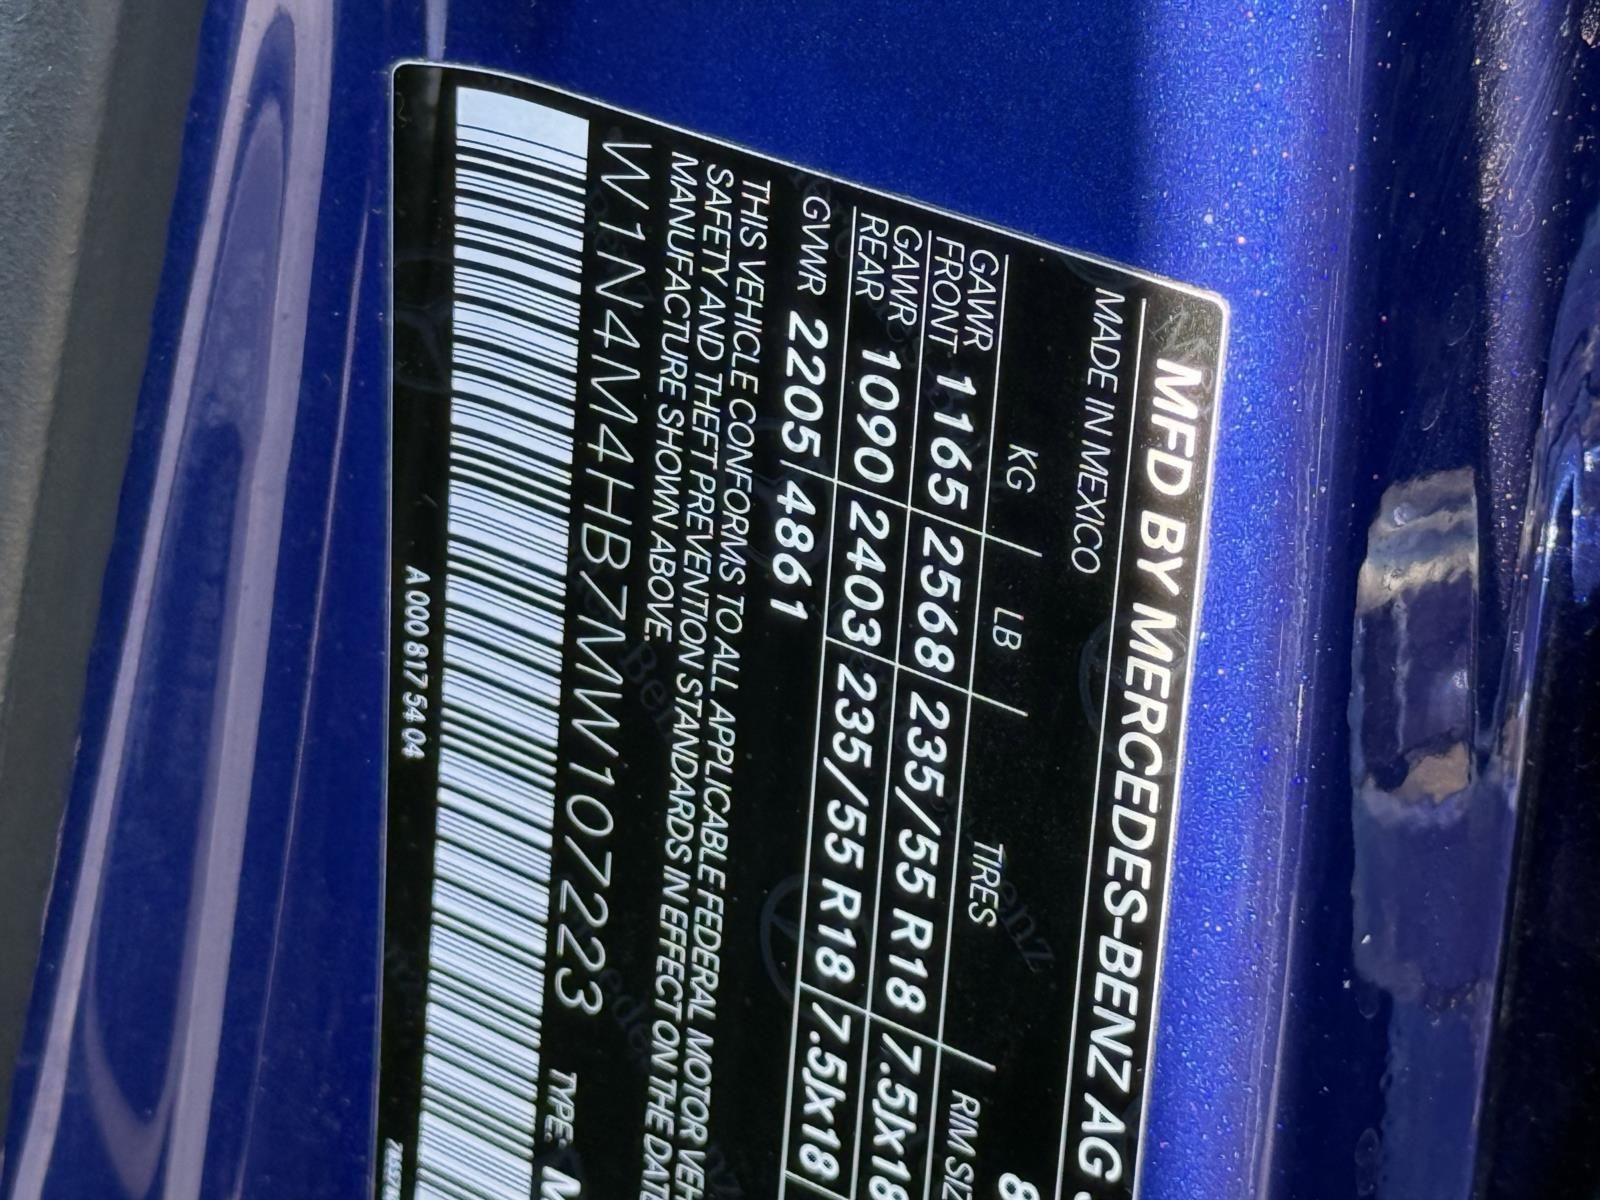 MFD BY MERCEDES-BENZ AG
MADE IN MEXICO
KG LB TIRES RIM SIZ
GAWR FRONT 1165 2568 235/55 R18 7.5Jx18
GAWR REAR 1090 2403 235/55 R18 7.5Jx18
GVWR 2205 4861
THIS VEHICLE CONFORMS TO ALL APPLICABLE FEDERAL MOTOR VEH
SAFETY AND THEFT PREVENTION STANDARDS IN EFFECT ON THE DATE
MANUFACTURE SHOWN ABOVE.
W1N4M4HB7MW107223 TYPE: M
A 000 817 54 04